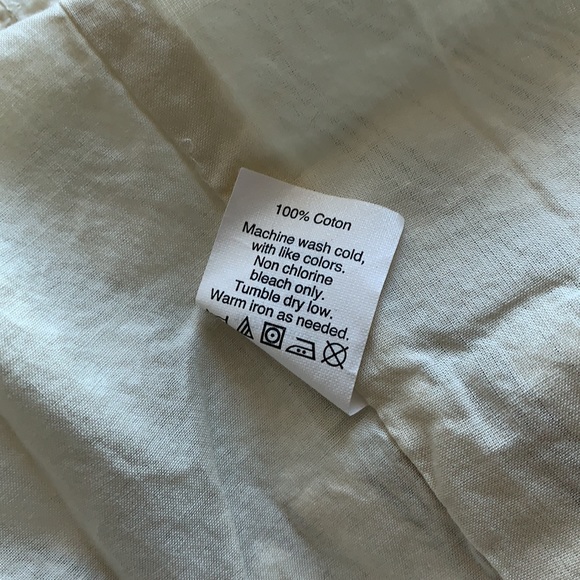 100% Coton
Machine wash cold,
with like colors.
Non chlorine
bleach only.
Tumble dry low.
Warm iron as needed.